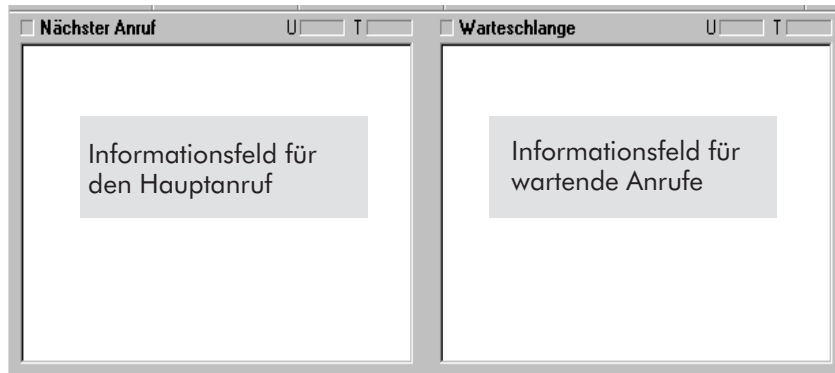 Nächster Anruf U T
Warteschlange U T
Informationsfeld für
den Hauptanruf
Informationsfeld für
wartende Anrufe